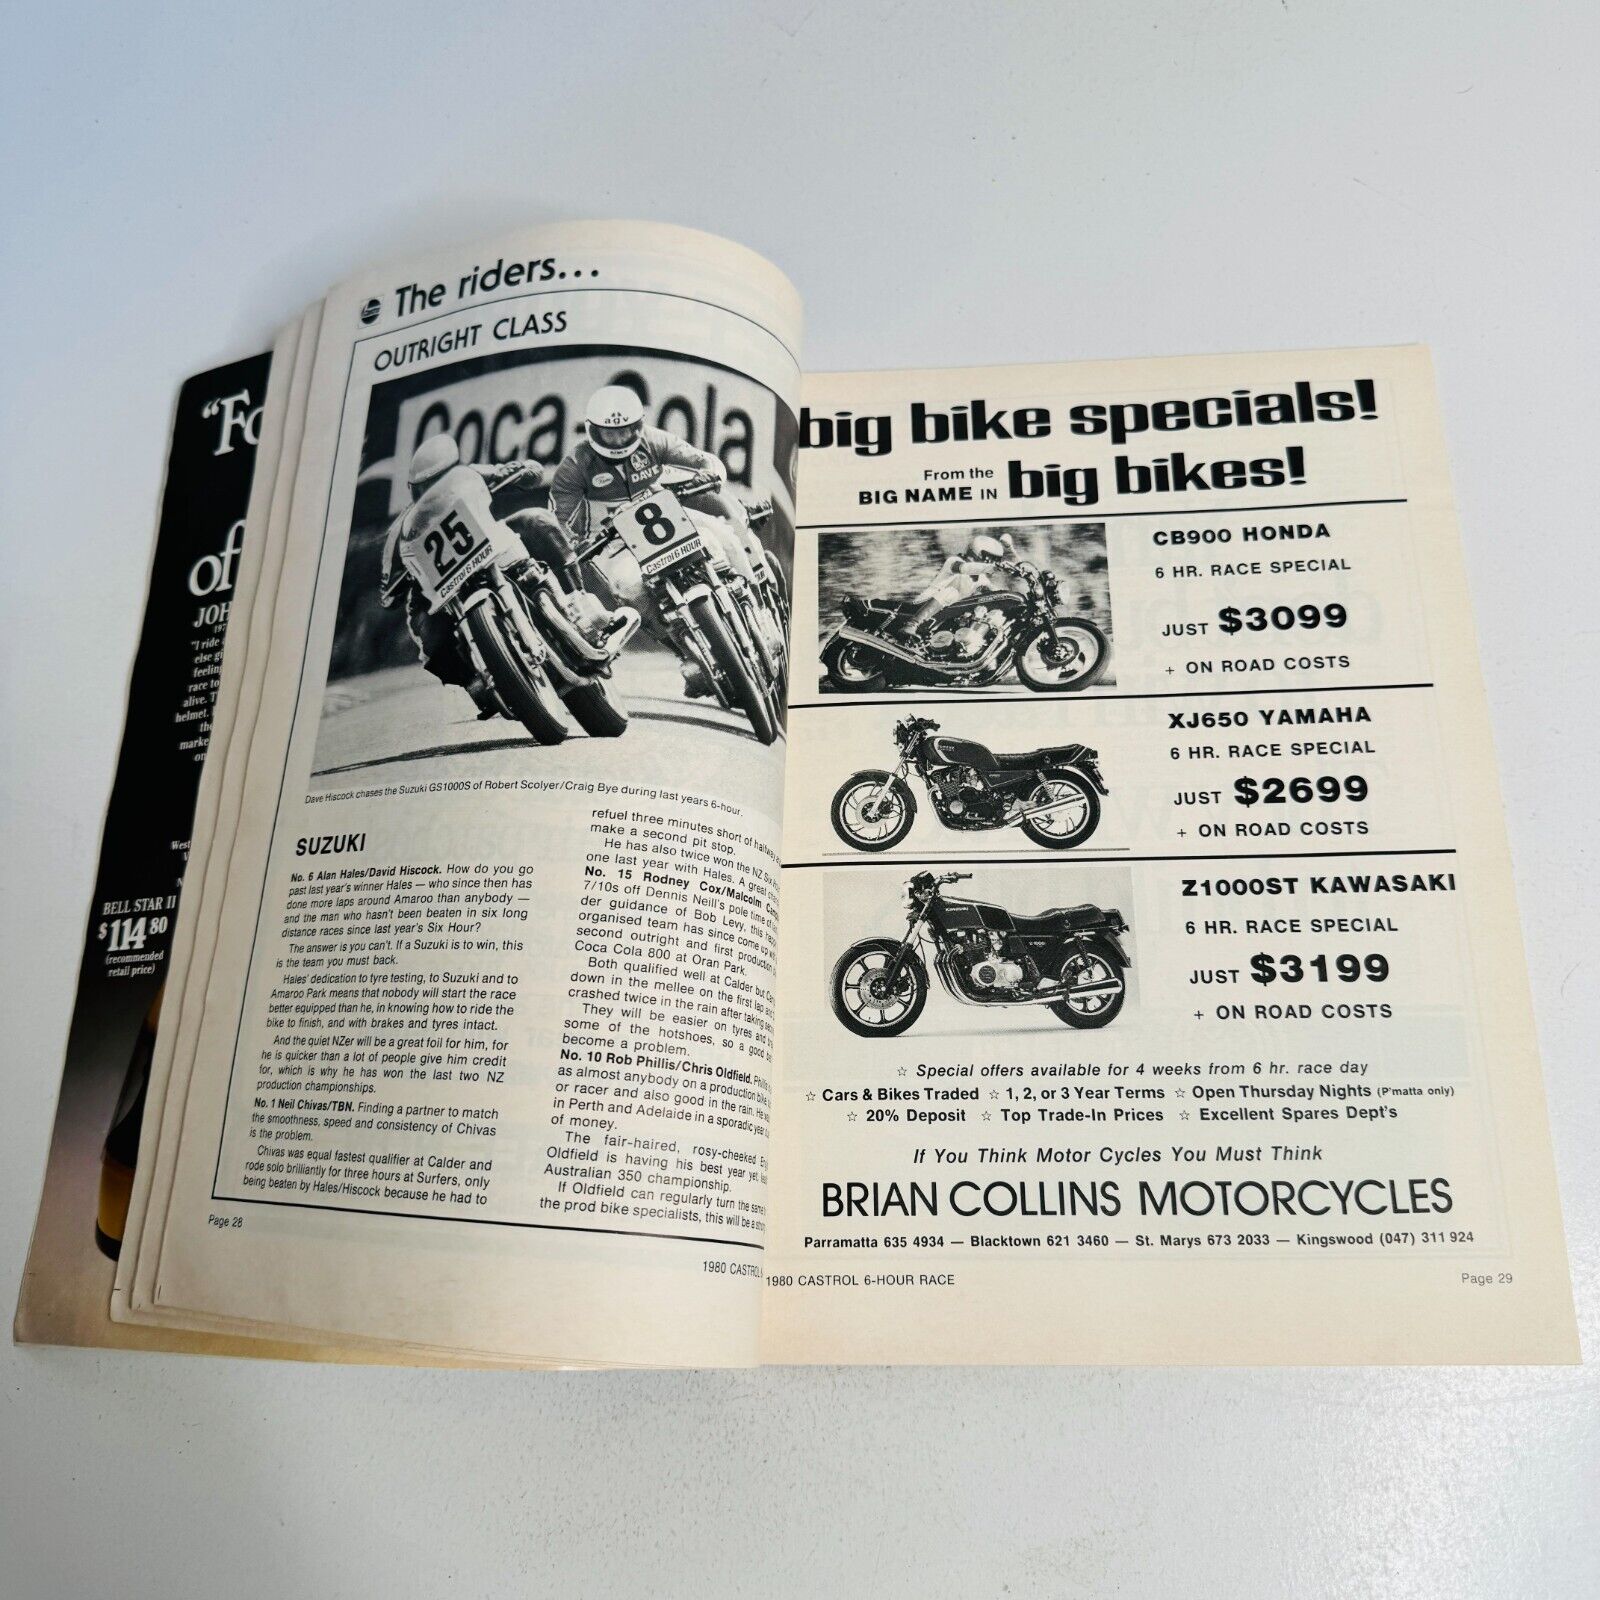 "Fo
of
JOH
"I ride
else g
feeling
race to
alive. T
helmet.
the
marke
on
West
BELL STAR II
$114.80
(recommended
retail price)
The riders...
OUTRIGHT CLASS
Coca-Cola
agv
DAVE
25
Castrol 6 HOUR
8
Castrol 6 HOUR
Dave Hiscock chases the Suzuki GS1000S of Robert Scolyer/Craig Bye during last years 6-hour.
SUZUKI
No. 6 Alan Hales/David Hiscock. How do you go
past last year's winner Hales — who since then has
done more laps around Amaroo than anybody —
and the man who hasn't been beaten in six long
distance races since last year's Six Hour?
The answer is you can't. If a Suzuki is to win, this
is the team you must back.
Hales' dedication to tyre testing, to Suzuki and to
Amaroo Park means that nobody will start the race
better equipped than he, in knowing how to ride the
bike to finish, and with brakes and tyres intact.
And the quiet NZer will be a great foil for him, for
he is quicker than a lot of people give him credit
for, which is why he has won the last two NZ
production championships.
No. 1 Neil Chivas/TBN. Finding a partner to match
the smoothness, speed and consistency of Chivas
is the problem.
Chivas was equal fastest qualifier at Calder and
rode solo brilliantly for three hours at Surfers, only
being beaten by Hales/Hiscock because he had to
refuel three minutes short of halfway
make a second pit stop.
He has also twice won the NZ Six
one last year with Hales. A great
No. 15 Rodney Cox/Malcolm
7/10s off Dennis Neill's pole time
der guidance of Bob Levy, this
organised team has since come up
second outright and first production
Coca Cola 800 at Oran Park.
Both qualified well at Calder but
down in the mellee on the first lap
crashed twice in the rain after taking
They will be easier on tyres and
some of the hotshoes, so a good
become a problem.
No. 10 Rob Phillis/Chris Oldfield.
as almost anybody on a production bike
or racer and also good in the rain. He
in Perth and Adelaide in a sporadic year
of money.
The fair-haired, rosy-cheeked
Oldfield is having his best year yet,
Australian 350 championship.
If Oldfield can regularly turn the same
the prod bike specialists, this will be a
Page 28
1980 CASTROL
big bike specials!
From the
BIG NAME IN big bikes!
CB900 HONDA
6 HR. RACE SPECIAL
JUST $3099
+ ON ROAD COSTS
XJ650 YAMAHA
6 HR. RACE SPECIAL
JUST $2699
+ ON ROAD COSTS
Z1000ST KAWASAKI
6 HR. RACE SPECIAL
JUST $3199
+ ON ROAD COSTS
☆ Special offers available for 4 weeks from 6 hr. race day
☆ Cars & Bikes Traded ☆ 1, 2, or 3 Year Terms ☆ Open Thursday Nights (P'matta only)
☆ 20% Deposit ☆ Top Trade-In Prices ☆ Excellent Spares Dept's
If You Think Motor Cycles You Must Think
BRIAN COLLINS MOTORCYCLES
Parramatta 635 4934 — Blacktown 621 3460 — St. Marys 673 2033 — Kingswood (047) 311 924
1980 CASTROL 6-HOUR RACE
Page 29